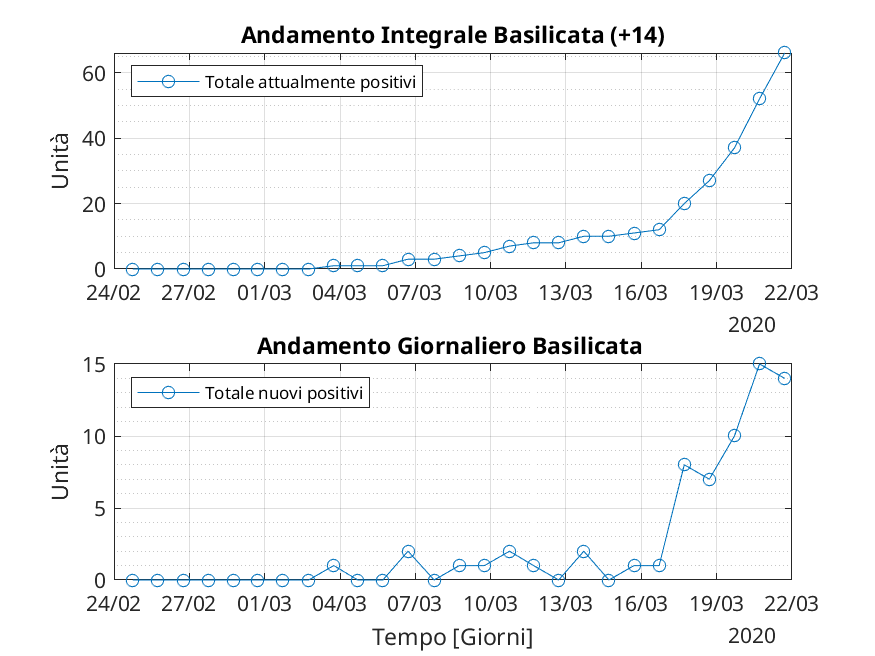 Andamento Integrale Basilicata (+14)
Totale attualmente positivi
Unità
60
40
20
0
24/02 27/02 01/03 04/03 07/03 10/03 13/03 16/03 19/03 22/03
2020
Andamento Giornaliero Basilicata
Totale nuovi positivi
Unità
15
10
5
0
24/02 27/02 01/03 04/03 07/03 10/03 13/03 16/03 19/03 22/03
Tempo [Giorni]
2020